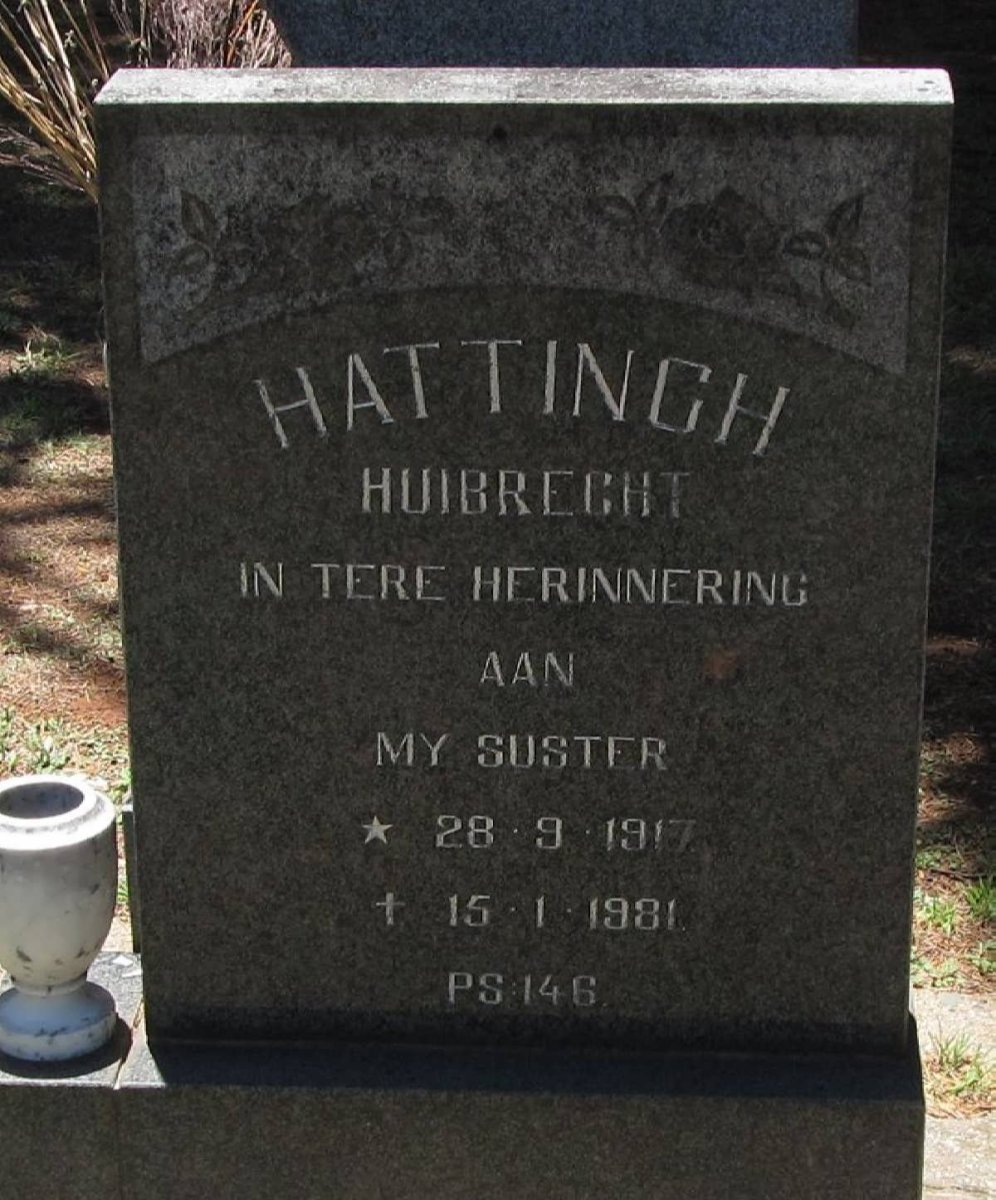 HATTINGH
HUIBRECHT
IN TERE HERINNERING
AAN
MY SUSTER
★ 28·9·1917
† 15·1·1981.
PS:146.